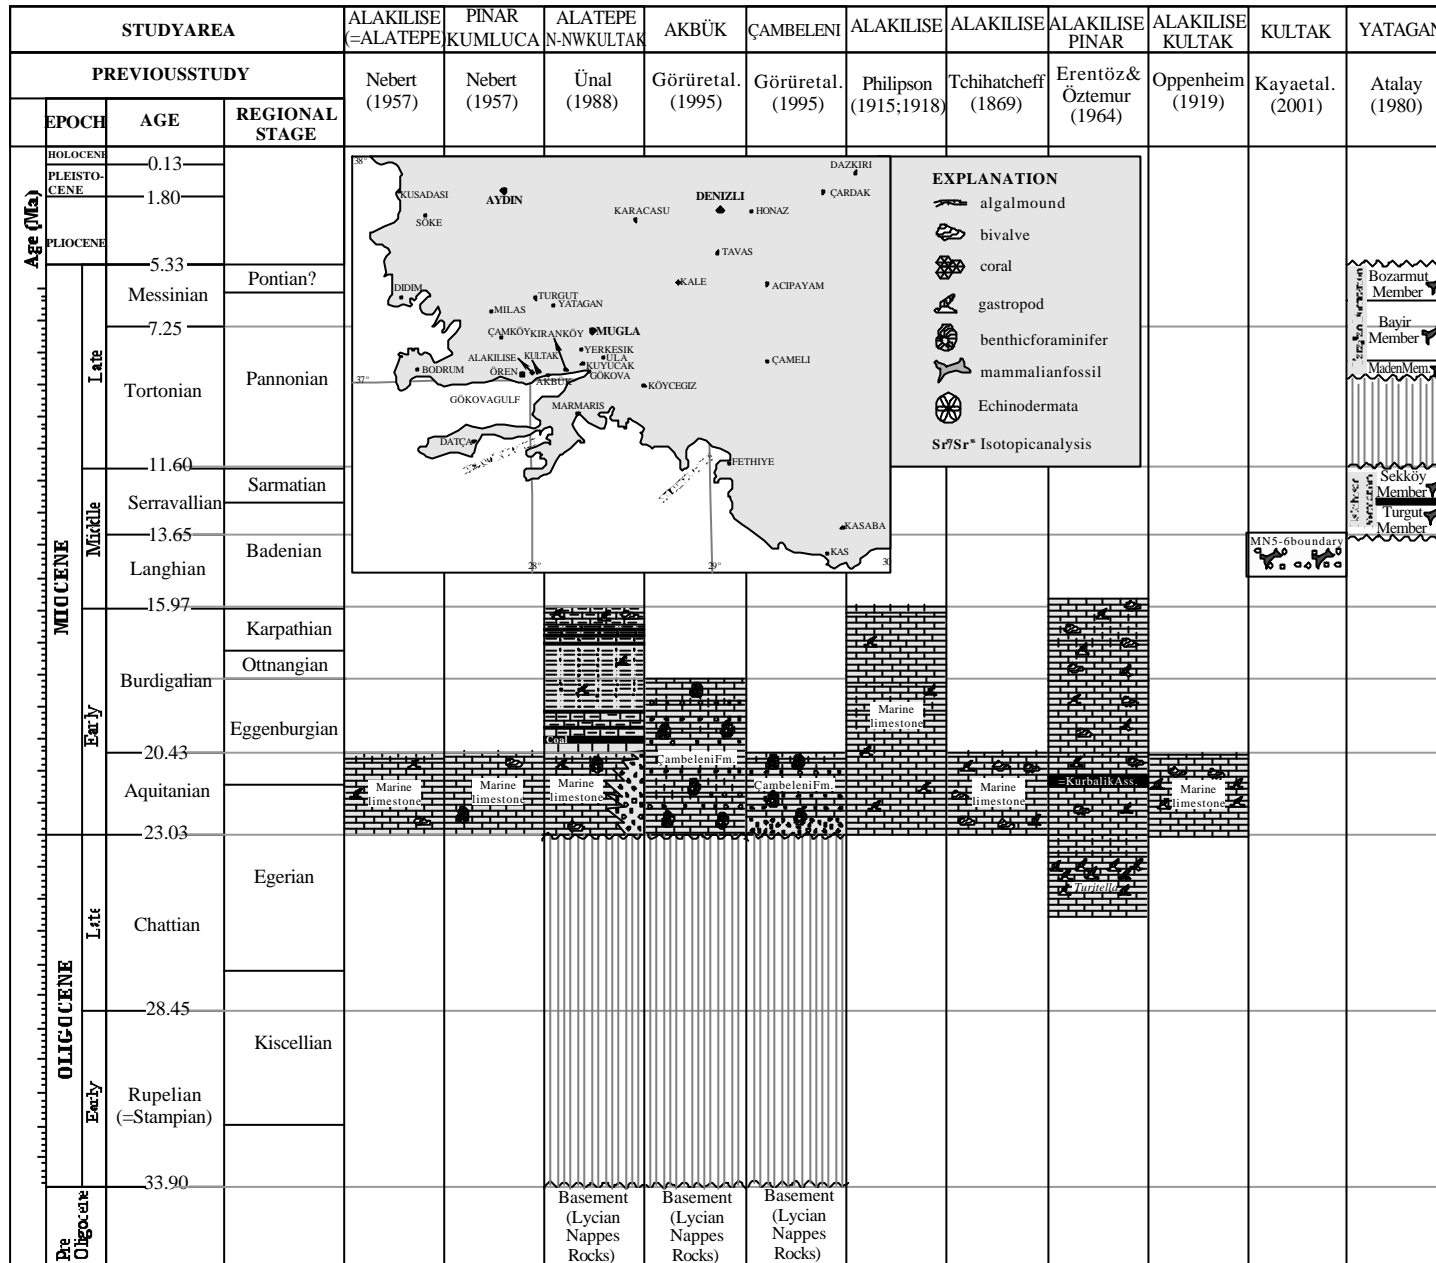 STUDYAREA
ALAKILISE
(=ALATEPE)
PINAR
KUMLUCA
ALATEPE
N-NWKULTAK
AKBÜK
ÇAMBELENI
ALAKILISE
ALAKILISE
ALAKILISE
PINAR
ALAKILISE
KULTAK
KULTAK
YATAGAN
PREVIOUSSTUDY
Nebert
(1957)
Nebert
(1957)
Ünal
(1988)
Görüretal.
(1995)
Görüretal.
(1995)
Philipson
(1915;1918)
Tchihatcheff
(1869)
Erentöz&
Öztemur
(1964)
Oppenheim
(1919)
Kayaetal.
(2001)
Atalay
(1980)
EPOCH
AGE
REGIONAL
STAGE
Age (Ma)
HOLOCENE
0.13
PLEISTO-
CENE
1.80
PLIOCENE
5.33
MIOCENE
Late
Messinian
7.25
Tortonian
11.60
Middle
Serravallian
13.65
Langhian
15.97
Early
Burdigalian
20.43
Aquitanian
23.03
OLIGOCENE
Late
Chattian
28.45
Early
Rupelian
(=Stampian)
33.90
Pre
Oligocene
Pontian?
Pannonian
Sarmatian
Badenian
Karpathian
Ottnangian
Eggenburgian
Egerian
Kiscellian
38°
KUSADASI
SÖKE
AYDIN
KARACASU
DENIZLI
HONAZ
DAZKIRI
ÇARDAK
TAVAS
KALE
ACIPAYAM
DIDIM
TURGUT
YATAGAN
MILAS
ÇAMKÖY
KIRANKÖY
MUGLA
YERKESIK
ULA
ALAKILISE
KULTAK
KUYUCAK
ÇAMELI
BODRUM
ÖREN
AKBÜK
GÖKOVA
KÖYCEGIZ
37°
GÖKOVAGULF
MARMARIS
DATÇA
FETHIYE
KASABA
KAS
28°
29°
30
EXPLANATION
algalmound
bivalve
coral
gastropod
benthicforaminifer
mammalianfossil
Echinodermata
Isotopicanalysis
Marine
limestone
Marine
limestone
Coal
Marine
limestone
Basement
(Lycian
Nappes
Rocks)
ÇambeleniFm.
Basement
(Lycian
Nappes
Rocks)
ÇambeleniFm.
Basement
(Lycian
Nappes
Rocks)
Marine
limestone
Marine
limestone
=KurbalikAss.
Turitella
Marine
limestone
MN5-6boundary
Bozarmut
Member
Bayir
Member
MadenMem.
Sekköy
Member
Turgut
Member